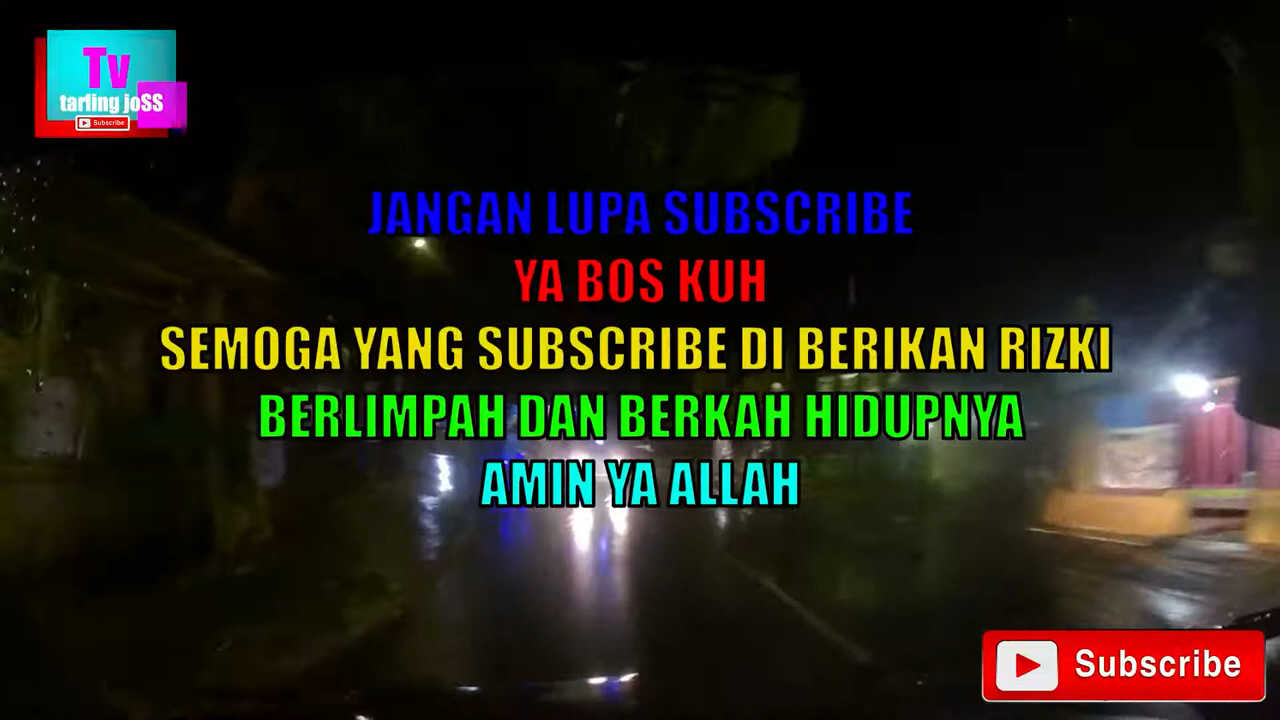 Tv
tarling joSS
Subscribe
JANGAN LUPA SUBSCRIBE
YA BOS KUH
SEMOGA YANG SUBSCRIBE DI BERIKAN RIZKI
BERLIMPAH DAN BERKAH HIDUPNYA
AMIN YA ALLAH
Subscribe